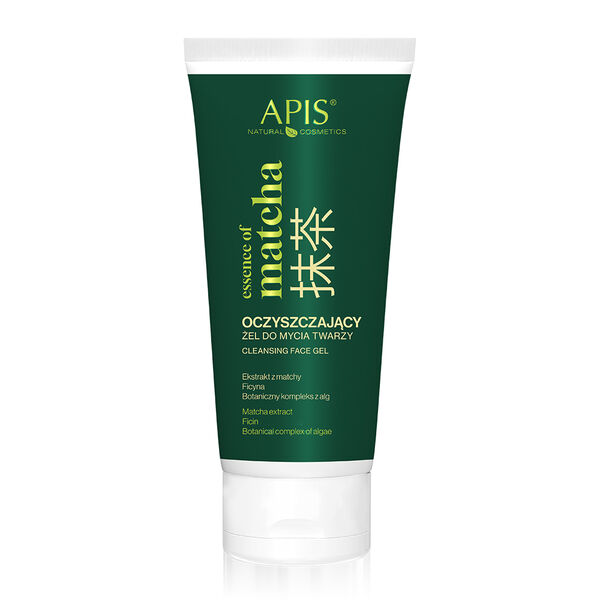 APIS®
NATURAL COSMETICS
essence of
matcha
抹茶
OCZYSZCZAJĄCY
ŻEL DO MYCIA TWARZY
CLEANSING FACE GEL
Ekstrakt z matchy
Ficyna
Botaniczny kompleks z alg
Matcha extract
Ficin
Botanical complex of algae